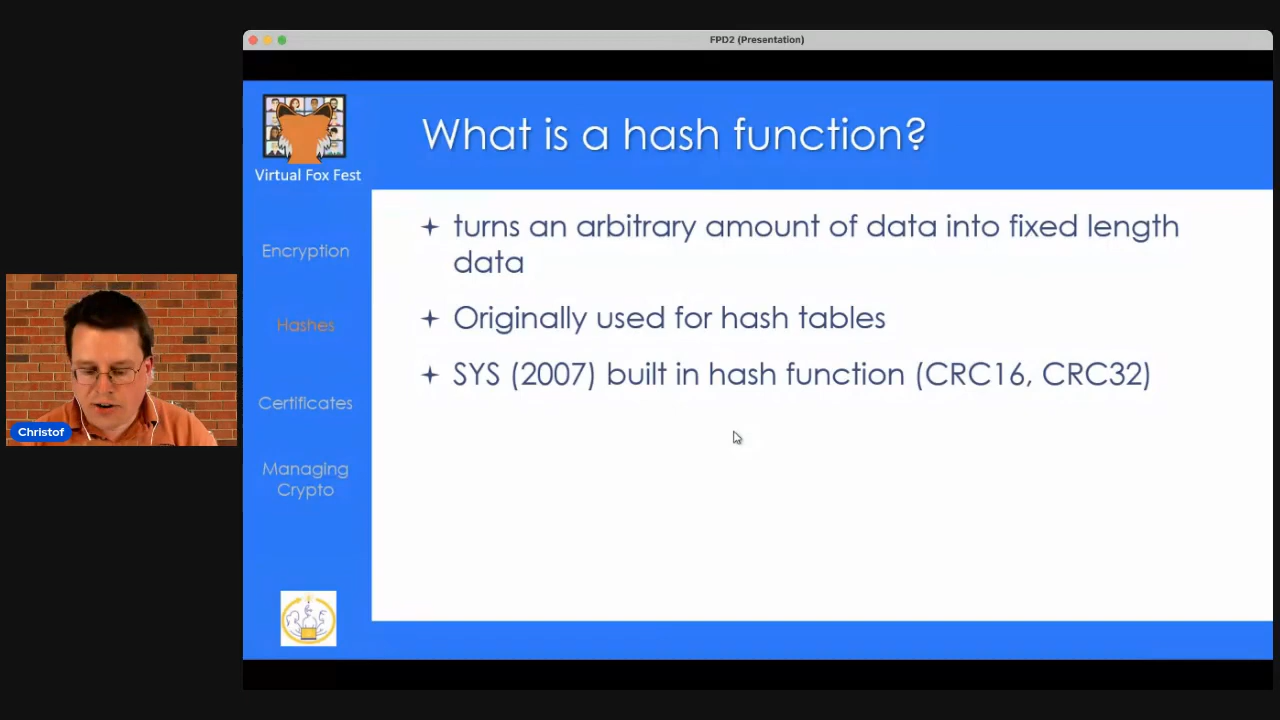 FPD2 (Presentation)
Virtual Fox Fest
What is a hash function?
Encryption
Hashes
Certificates
Managing
Crypto
turns an arbitrary amount of data into fixed length
data
Originally used for hash tables
SYS (2007) built in hash function (CRC16, CRC32)
Christof